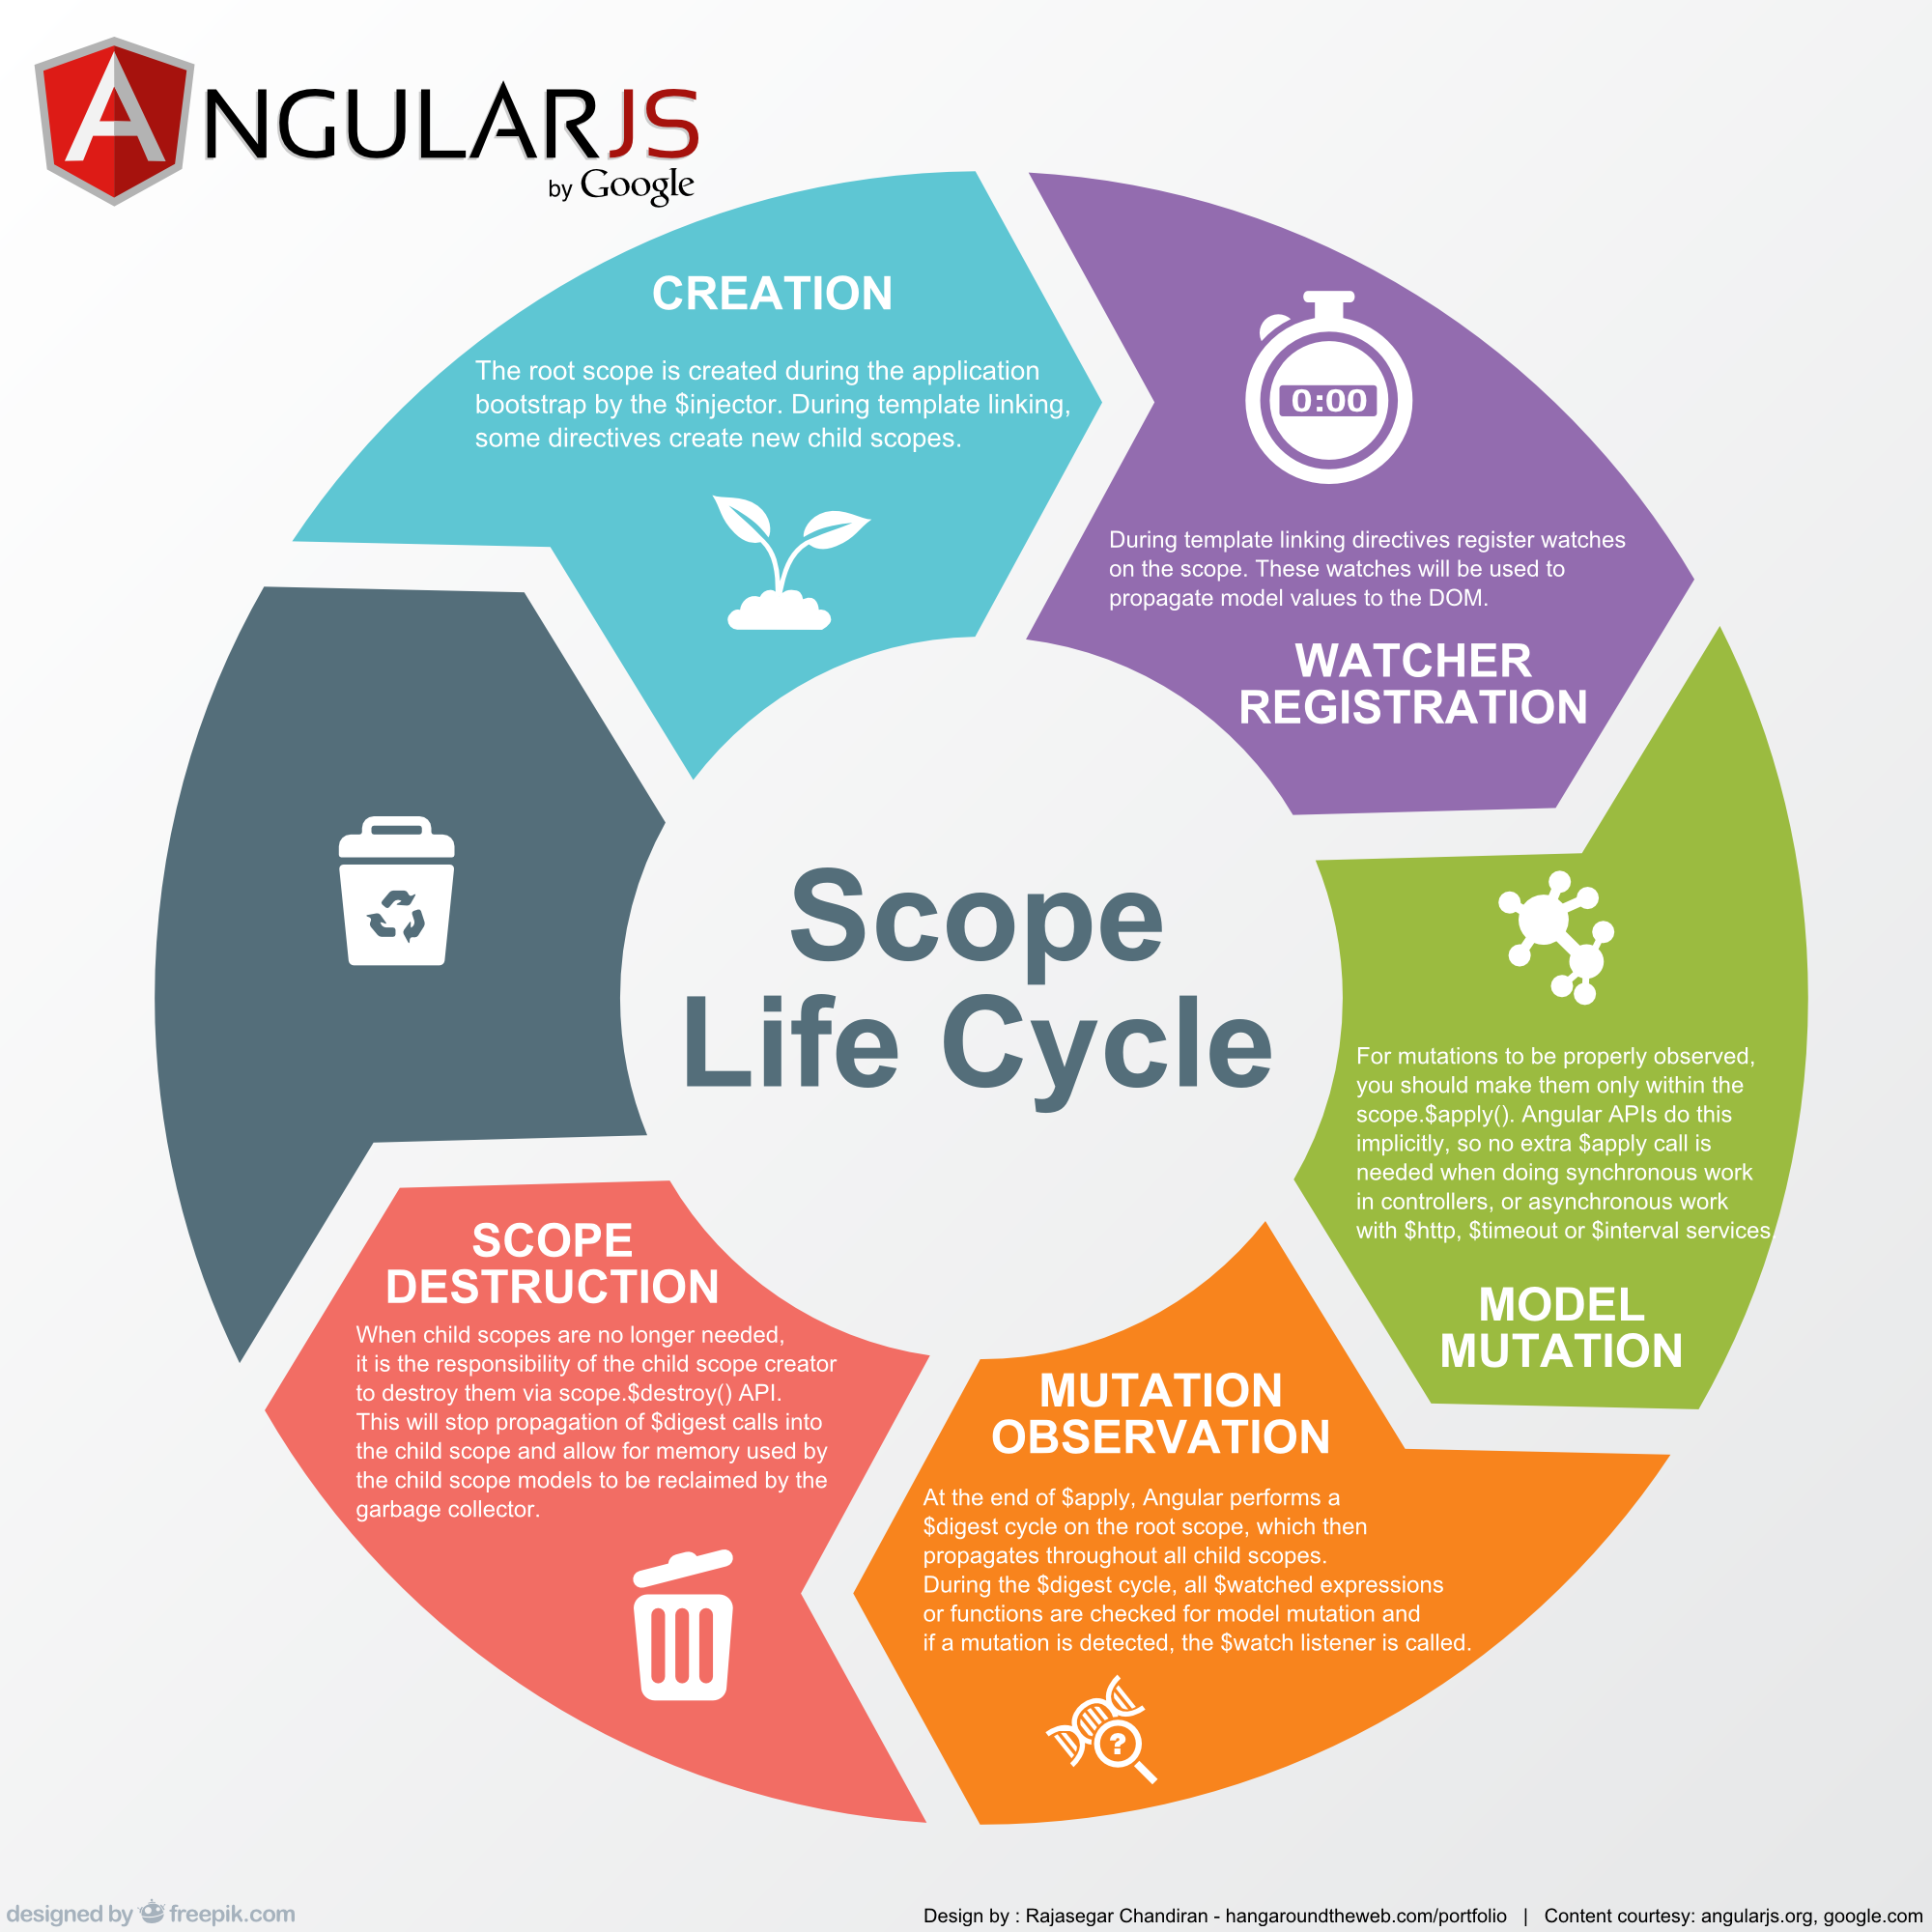 ANGULARJS
by Google
CREATION
The root scope is created during the application
bootstrap by the $injector. During template linking,
some directives create new child scopes.
0:00
During template linking directives register watches
on the scope. These watches will be used to
propagate model values to the DOM.
WATCHER
REGISTRATION
Scope
Life Cycle
For mutations to be properly observed,
you should make them only within the
scope.$apply(). Angular APIs do this
implicitly, so no extra $apply call is
needed when doing synchronous work
in controllers, or asynchronous work
with $http, $timeout or $interval services.
MODEL
MUTATION
MUTATION
OBSERVATION
At the end of $apply, Angular performs a
$digest cycle on the root scope, which then
propagates throughout all child scopes.
During the $digest cycle, all $watched expressions
or functions are checked for model mutation and
if a mutation is detected, the $watch listener is called.
?
SCOPE
DESTRUCTION
When child scopes are no longer needed,
it is the responsibility of the child scope creator
to destroy them via scope.$destroy() API.
This will stop propagation of $digest calls into
the child scope and allow for memory used by
the child scope models to be reclaimed by the
garbage collector.
designed by freepik.com
Design by : Rajasegar Chandiran - hangaroundtheweb.com/portfolio | Content courtesy: angularjs.org, google.com